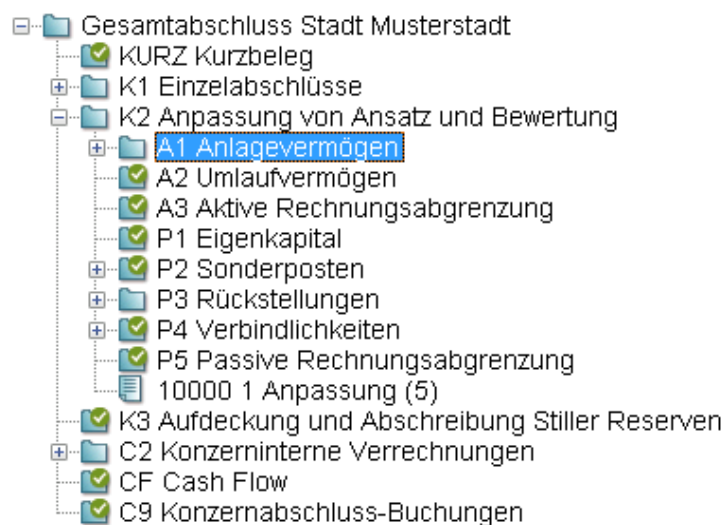 Gesamtabschluss Stadt Musterstadt
KURZ Kurzbeleg
K1 Einzelabschlüsse
K2 Anpassung von Ansatz und Bewertung
A1 Anlagevermögen
A2 Umlaufvermögen
A3 Aktive Rechnungsabgrenzung
P1 Eigenkapital
P2 Sonderposten
P3 Rückstellungen
P4 Verbindlichkeiten
P5 Passive Rechnungsabgrenzung
10000 1 Anpassung (5)
K3 Aufdeckung und Abschreibung Stiller Reserven
C2 Konzerninterne Verrechnungen
CF Cash Flow
C9 Konzernabschluss-Buchungen